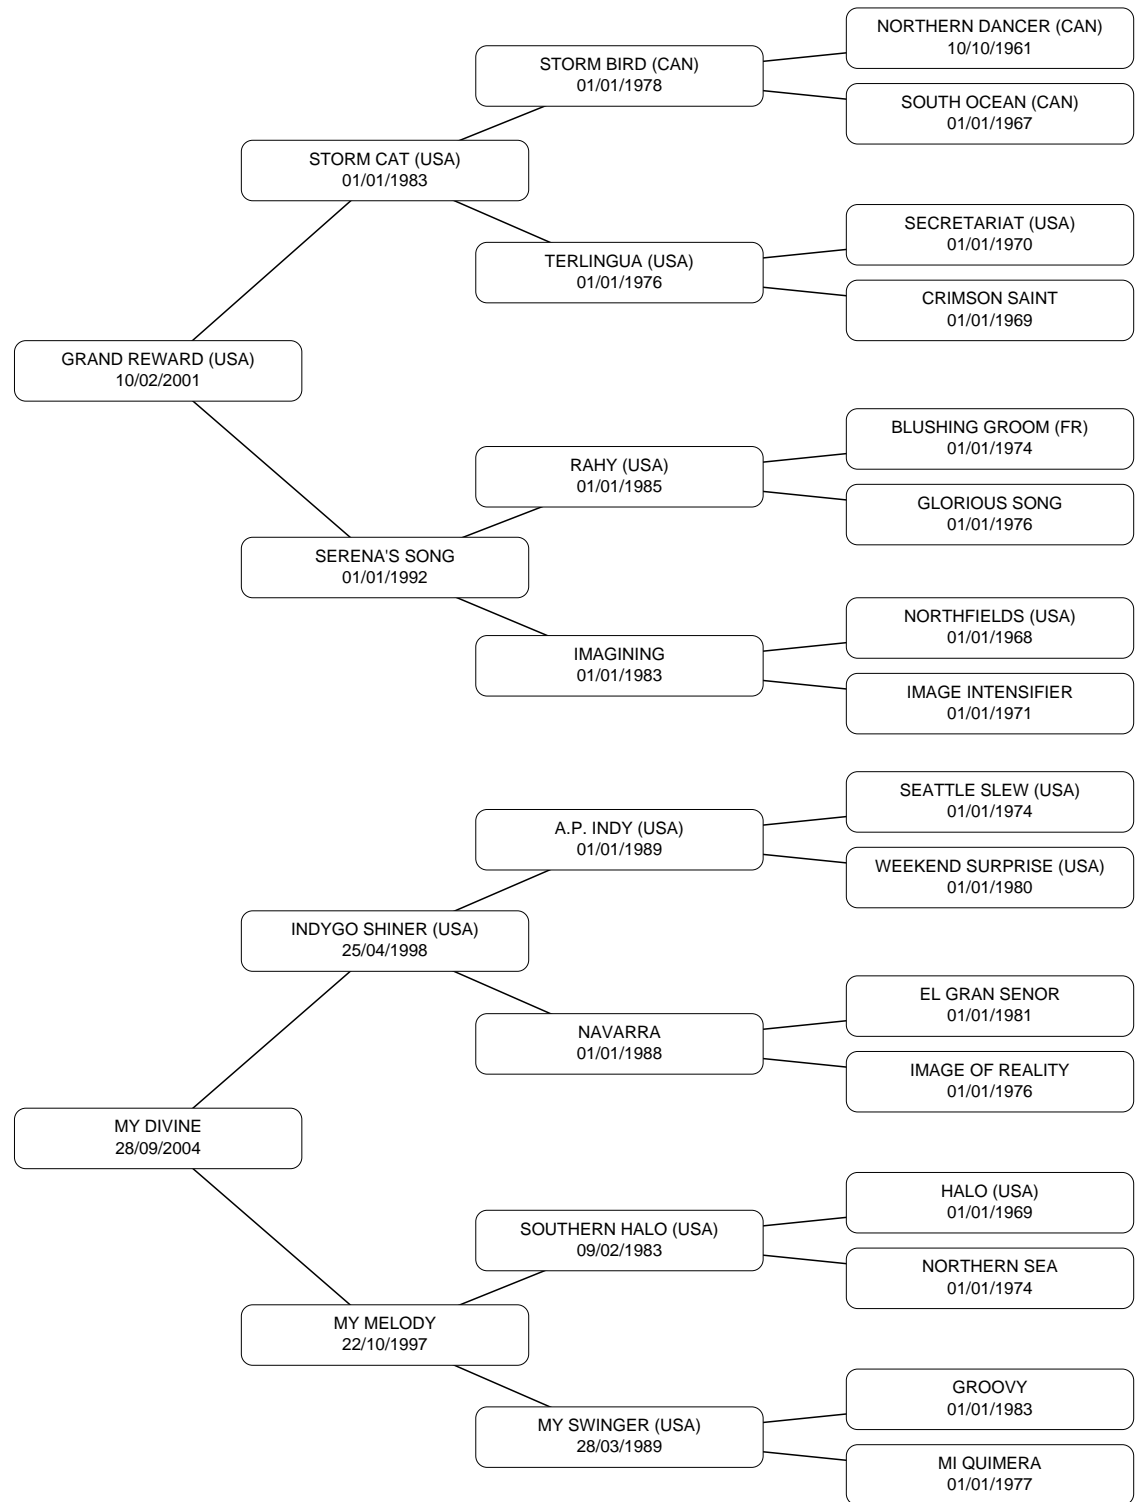 NORTHERN DANCER (CAN)
10/10/1961
STORM BIRD (CAN)
01/01/1978
SOUTH OCEAN (CAN)
01/01/1967
STORM CAT (USA)
01/01/1983
SECRETARIAT (USA)
01/01/1970
TERLINGUA (USA)
01/01/1976
CRIMSON SAINT
01/01/1969
GRAND REWARD (USA)
10/02/2001
BLUSHING GROOM (FR)
01/01/1974
RAHY (USA)
01/01/1985
GLORIOUS SONG
01/01/1976
SERENA'S SONG
01/01/1992
NORTHFIELDS (USA)
01/01/1968
IMAGINING
01/01/1983
IMAGE INTENSIFIER
01/01/1971
SEATTLE SLEW (USA)
01/01/1974
A.P. INDY (USA)
01/01/1989
WEEKEND SURPRISE (USA)
01/01/1980
INDYGO SHINER (USA)
25/04/1998
EL GRAN SENOR
01/01/1981
NAVARRA
01/01/1988
IMAGE OF REALITY
01/01/1976
MY DIVINE
28/09/2004
HALO (USA)
01/01/1969
SOUTHERN HALO (USA)
09/02/1983
NORTHERN SEA
01/01/1974
MY MELODY
22/10/1997
GROOVY
01/01/1983
MY SWINGER (USA)
28/03/1989
MI QUIMERA
01/01/1977